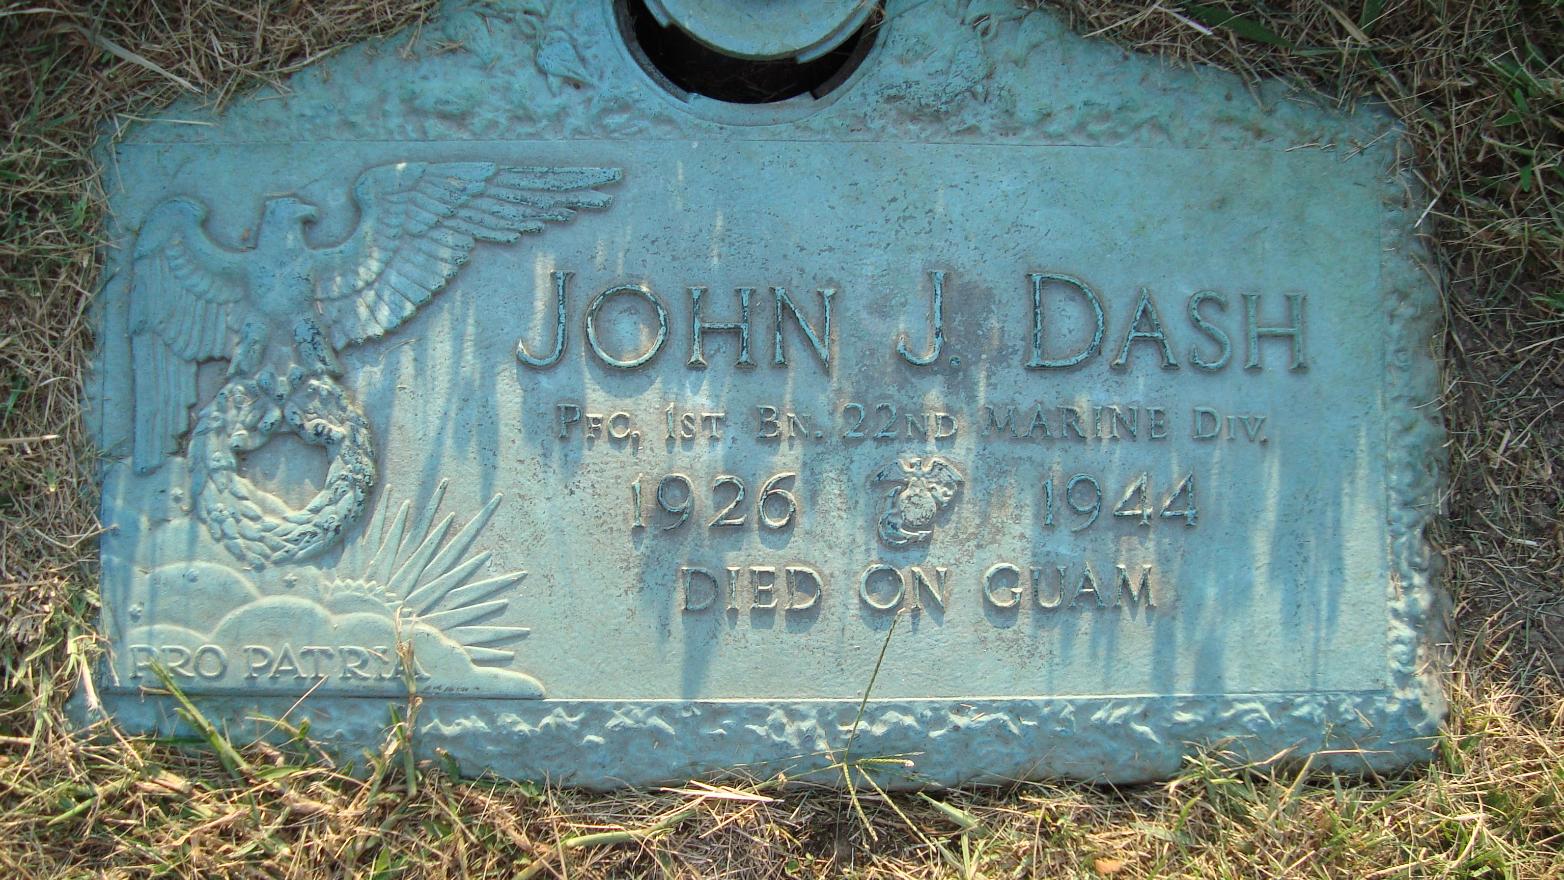 JOHN J. DASH
PFC, 1ST BN. 22ND MARINE DIV.
1926 1944
DIED ON GUAM
PRO PATRIA